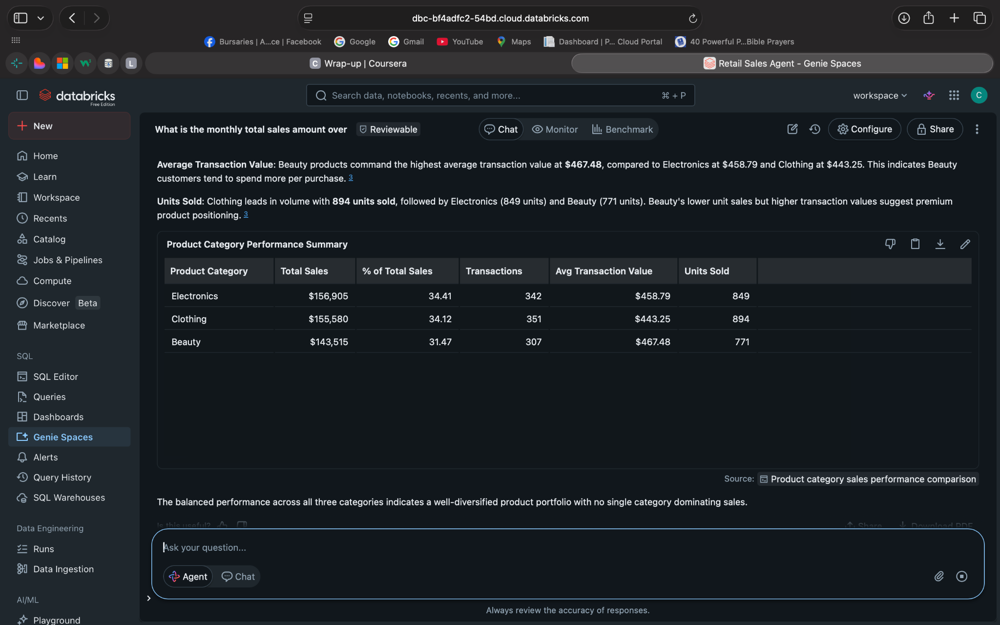 dbc-bf4adfc2-54bd.cloud.databricks.com
Bursaries | A...ce | Facebook
Google
Gmail
YouTube
Maps
Dashboard | P... Cloud Portal
40 Powerful P...Bible Prayers
L
C Wrap-up | Coursera
Retail Sales Agent - Genie Spaces
databricks
Free Edition
Search data, notebooks, recents, and more...
⌘ + P
workspace
C
New
Home
Learn
Workspace
Recents
Catalog
Jobs & Pipelines
Compute
Discover Beta
Marketplace
SQL
SQL Editor
Queries
Dashboards
Genie Spaces
Alerts
Query History
SQL Warehouses
Data Engineering
Runs
Data Ingestion
AI/ML
Playground
What is the monthly total sales amount over
Reviewable
Chat
Monitor
Benchmark
Configure
Share
Average Transaction Value: Beauty products command the highest average transaction value at $467.48, compared to Electronics at $458.79 and Clothing at $443.25. This indicates Beauty
customers tend to spend more per purchase. 3
Units Sold: Clothing leads in volume with 894 units sold, followed by Electronics (849 units) and Beauty (771 units). Beauty's lower unit sales but higher transaction values suggest premium
product positioning. 3
Product Category Performance Summary
Product Category Total Sales % of Total Sales Transactions Avg Transaction Value Units Sold
Electronics $156,905 34.41 342 $458.79 849
Clothing $155,580 34.12 351 $443.25 894
Beauty $143,515 31.47 307 $467.48 771
Source: Product category sales performance comparison
The balanced performance across all three categories indicates a well-diversified product portfolio with no single category dominating sales.
Is this useful?
Share
Download PDF
Ask your question...
Agent
Chat
Always review the accuracy of responses.